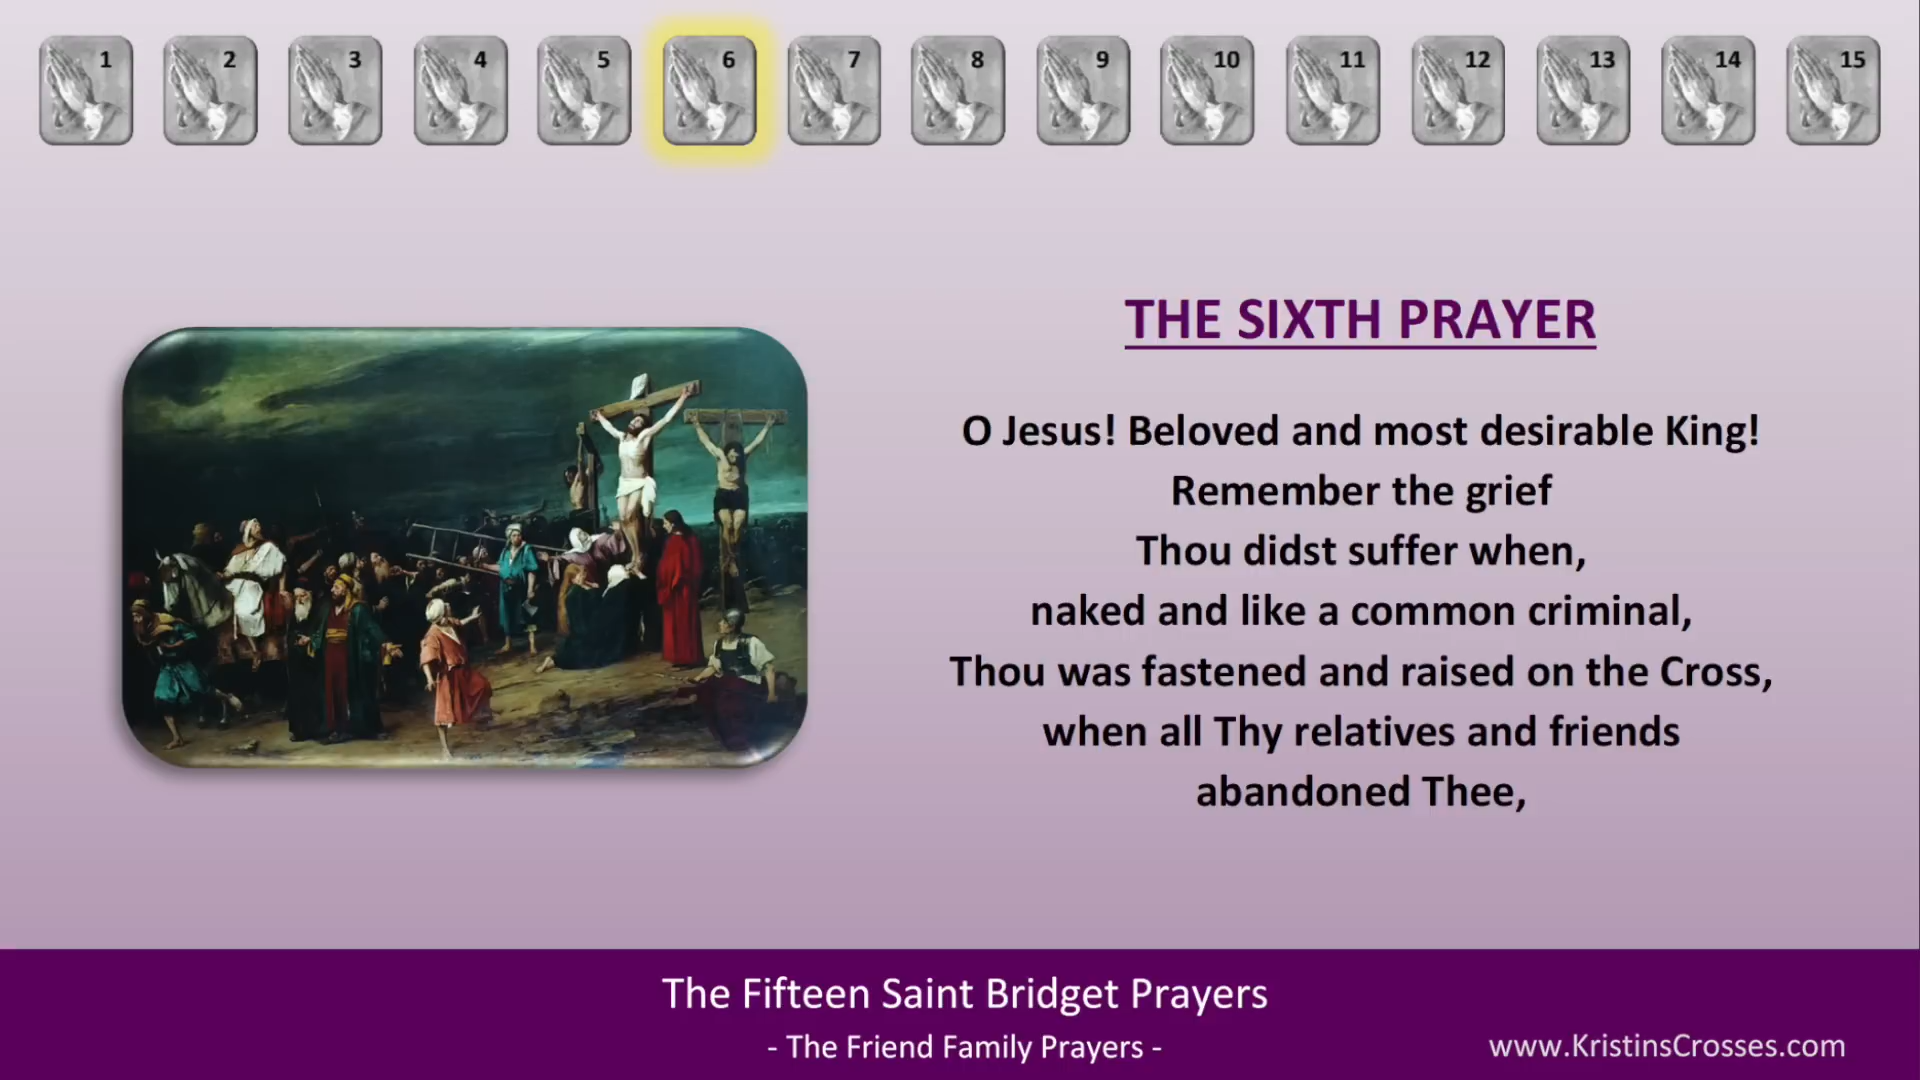 1 2 3 4 5 6 7 8 9 10 11 12 13 14 15
THE SIXTH PRAYER
O Jesus! Beloved and most desirable King!
Remember the grief
Thou didst suffer when,
naked and like a common criminal,
Thou was fastened and raised on the Cross,
when all Thy relatives and friends
abandoned Thee,
The Fifteen Saint Bridget Prayers
- The Friend Family Prayers -
www.KristinsCrosses.com